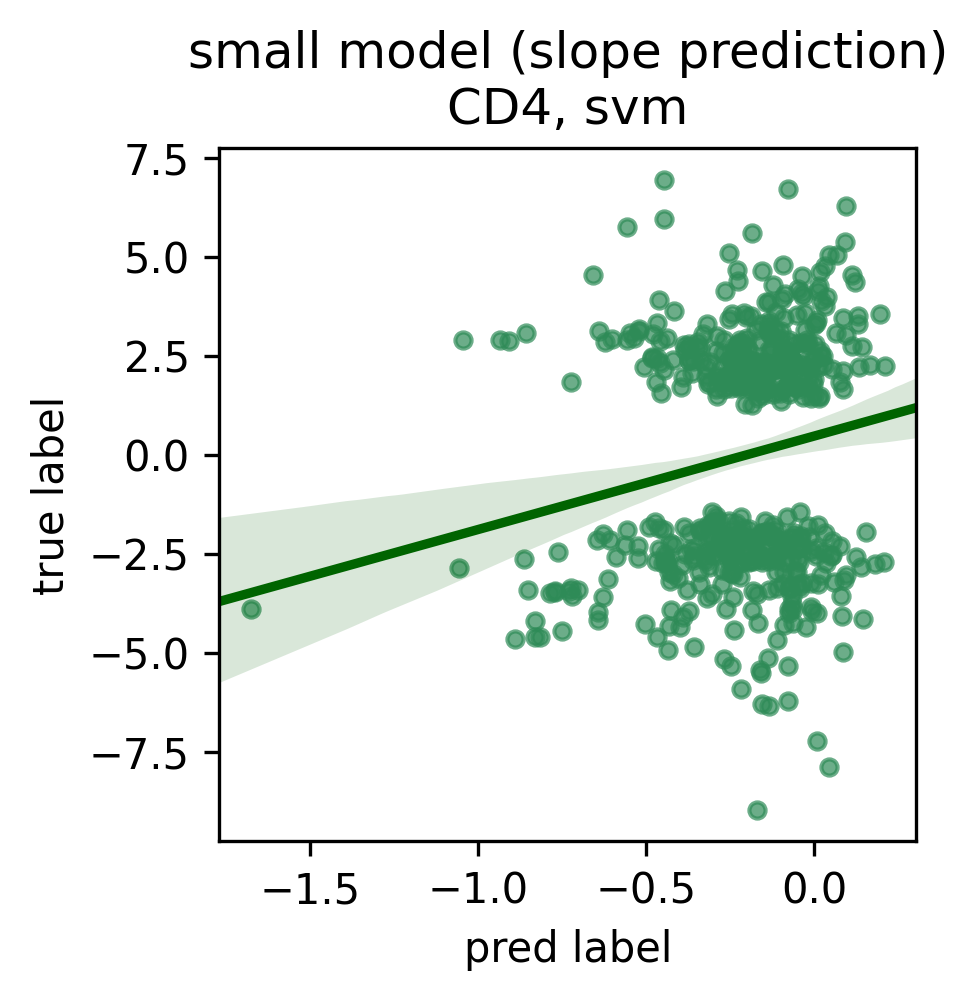 small model (slope prediction)
CD4, svm
7.5
5.0
2.5
0.0
−2.5
−5.0
−7.5
true label
−1.5 −1.0 −0.5 0.0
pred label